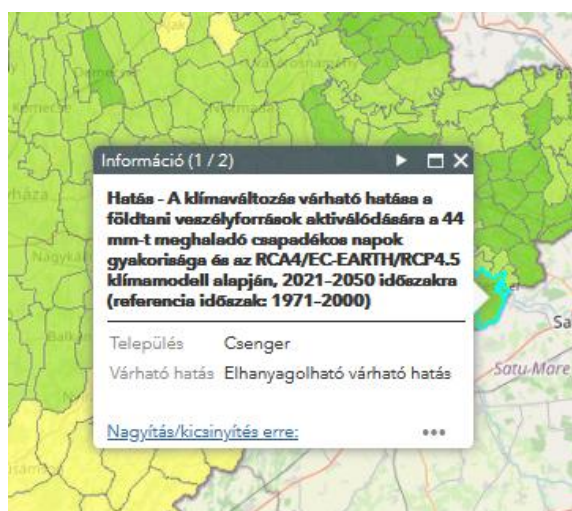 Információ (1 / 2)
Hatás - A klímaváltozás várható hatása a
földtani veszélyforrások aktiválódására a 44
mm-t meghaladó csapadékos napok
gyakorisága és az RCA4/EC-EARTH/RCP4.5
klímamodell alapján, 2021-2050 időszakra
(referencia időszak: 1971-2000)
Település Csenger
Várható hatás Elhanyagolható várható hatás
Satu Mare
Nagyítás/kicsinyítés erre: